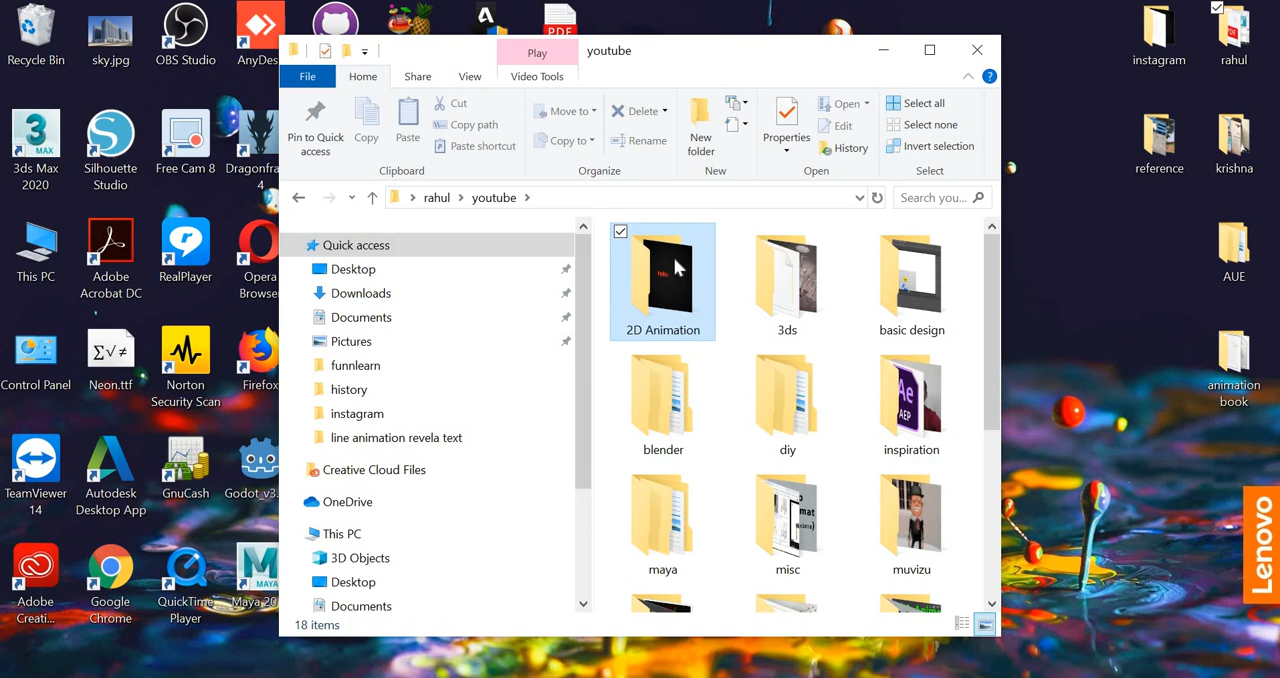 Recycle Bin
sky.jpg
OBS Studio
AnyDes
PDF
instagram
rahul
3ds Max
2020
Silhouette
Studio
Free Cam 8
Dragonfra
4
reference
krishna
This PC
Adobe
Acrobat DC
RealPlayer
Opera
Browse
AUE
Control Panel
Neon.ttf
Norton
Security Scan
Firefox
animation
book
TeamViewer
14
Autodesk
Desktop App
GnuCash
Godot_v3.
Adobe
Creati...
Google
Chrome
QuickTime
Player
Maya 20
Lenovo
Play
youtube
File
Home
Share
View
Video Tools
Pin to Quick
access
Copy
Paste
Cut
Copy path
Paste shortcut
Clipboard
Move to
Copy to
Delete
Rename
Organize
New
folder
New
Properties
Open
Edit
History
Open
Select all
Select none
Invert selection
Select
rahul
youtube
Search you...
Quick access
Desktop
Downloads
Documents
Pictures
funnlearn
history
instagram
line animation revela text
Creative Cloud Files
OneDrive
This PC
3D Objects
Desktop
Documents
2D Animation
3ds
basic design
blender
diy
inspiration
Ae
AEP
maya
misc
muvizu
18 items